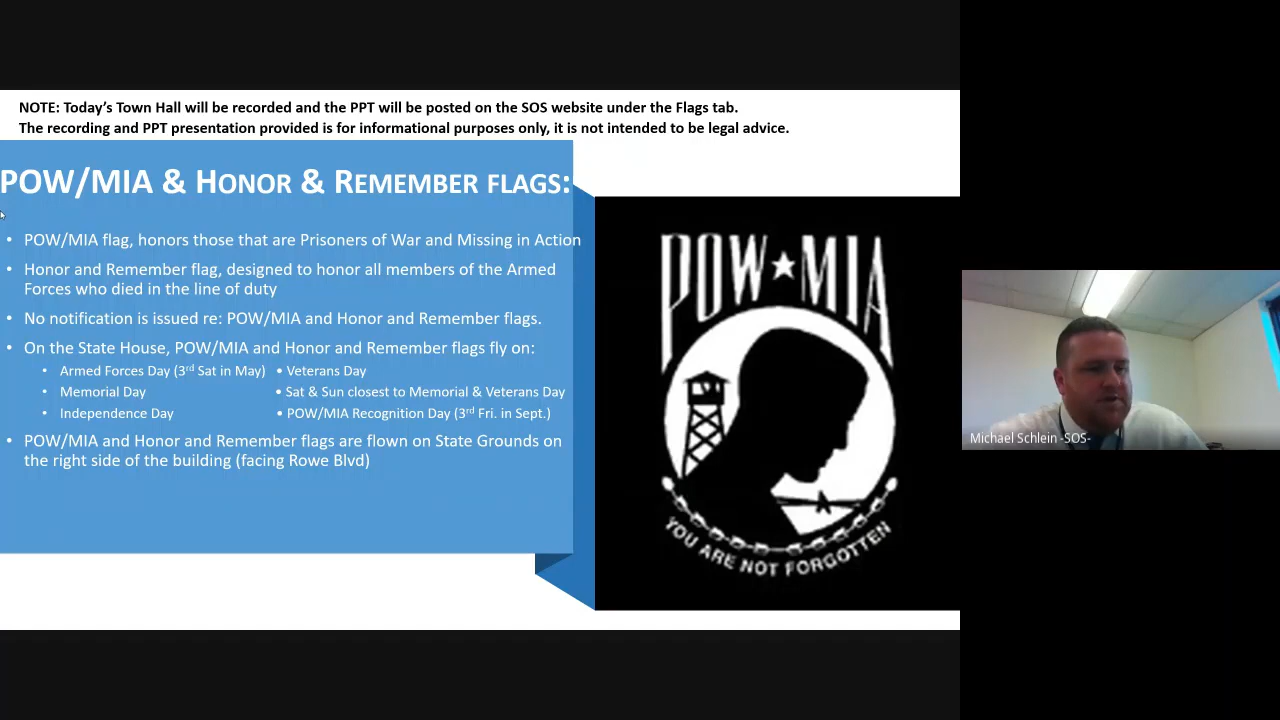 NOTE: Today's Town Hall will be recorded and the PPT will be posted on the SOS website under the Flags tab.
The recording and PPT presentation provided is for informational purposes only, it is not intended to be legal advice.
POW/MIA & HONOR & REMEMBER FLAGS:
• POW/MIA flag, honors those that are Prisoners of War and Missing in Action
• Honor and Remember flag, designed to honor all members of the Armed
Forces who died in the line of duty
• No notification is issued re: POW/MIA and Honor and Remember flags.
• On the State House, POW/MIA and Honor and Remember flags fly on:
• Armed Forces Day (3rd Sat in May) • Veterans Day
• Memorial Day • Sat & Sun closest to Memorial & Veterans Day
• Independence Day • POW/MIA Recognition Day (3rd Fri. in Sept.)
• POW/MIA and Honor and Remember flags are flown on State Grounds on
the right side of the building (facing Rowe Blvd)
POW★MIA
YOU ARE NOT FORGOTTEN
Michael Schlein -SOS-